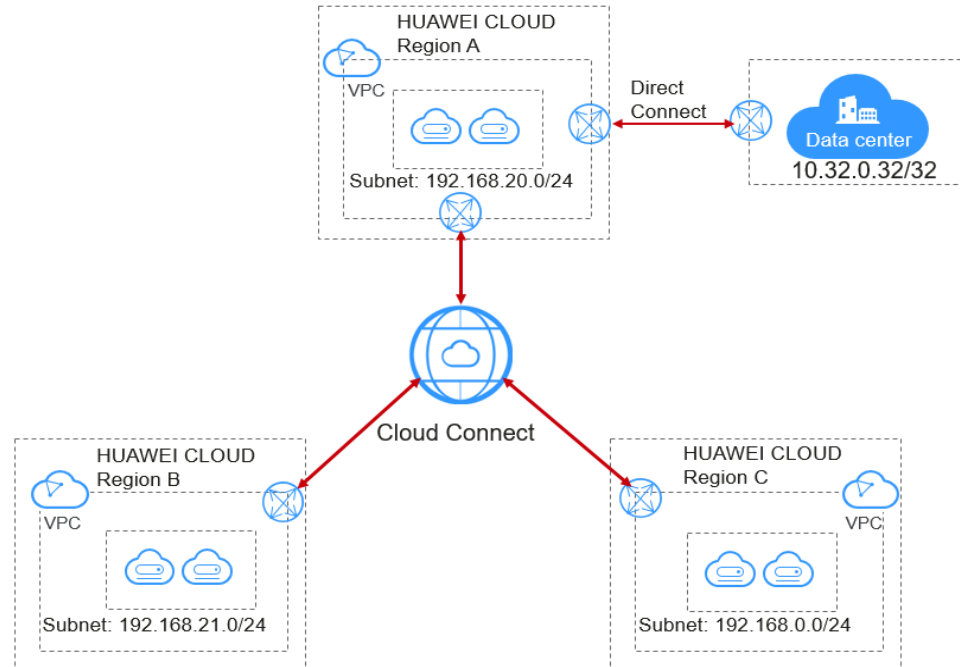 HUAWEI CLOUD
Region A
VPC
Subnet: 192.168.20.0/24
Direct
Connect
Data center
10.32.0.32/32
Cloud Connect
HUAWEI CLOUD
Region B
VPC
Subnet: 192.168.21.0/24
HUAWEI CLOUD
Region C
VPC
Subnet: 192.168.0.0/24